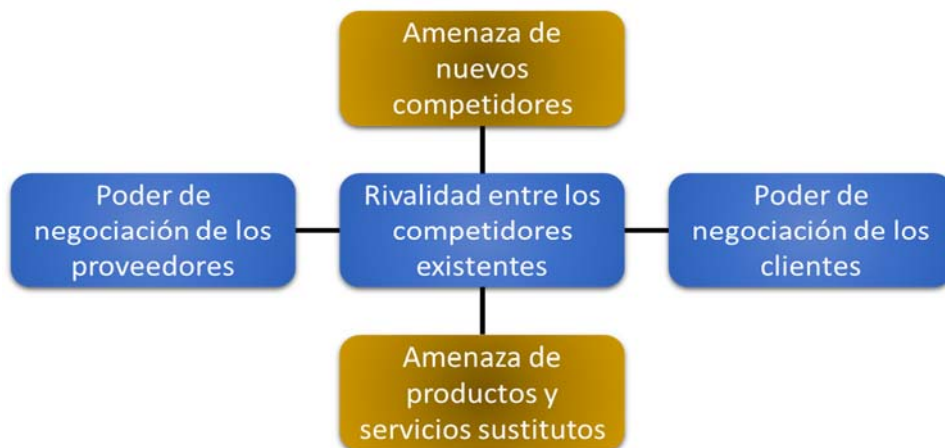 Amenaza de
nuevos
competidores
Poder de
negociación de los
proveedores
Rivalidad entre los
competidores
existentes
Poder de
negociación de los
clientes
Amenaza de
productos y
servicios sustitutos